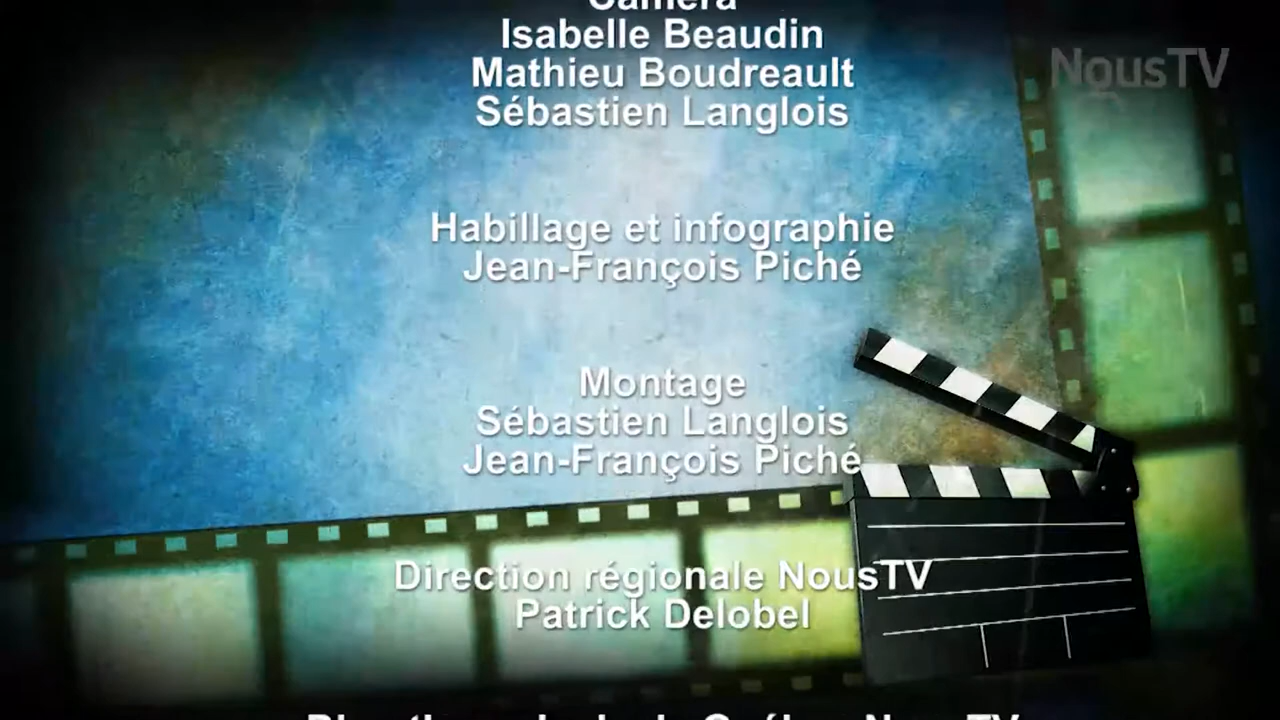 Caméra
Isabelle Beaudin
Mathieu Boudreault
Sébastien Langlois
NousTV
Habillage et infographie
Jean-François Piché
Montage
Sébastien Langlois
Jean-François Piché
Direction régionale NousTV
Patrick Delobel